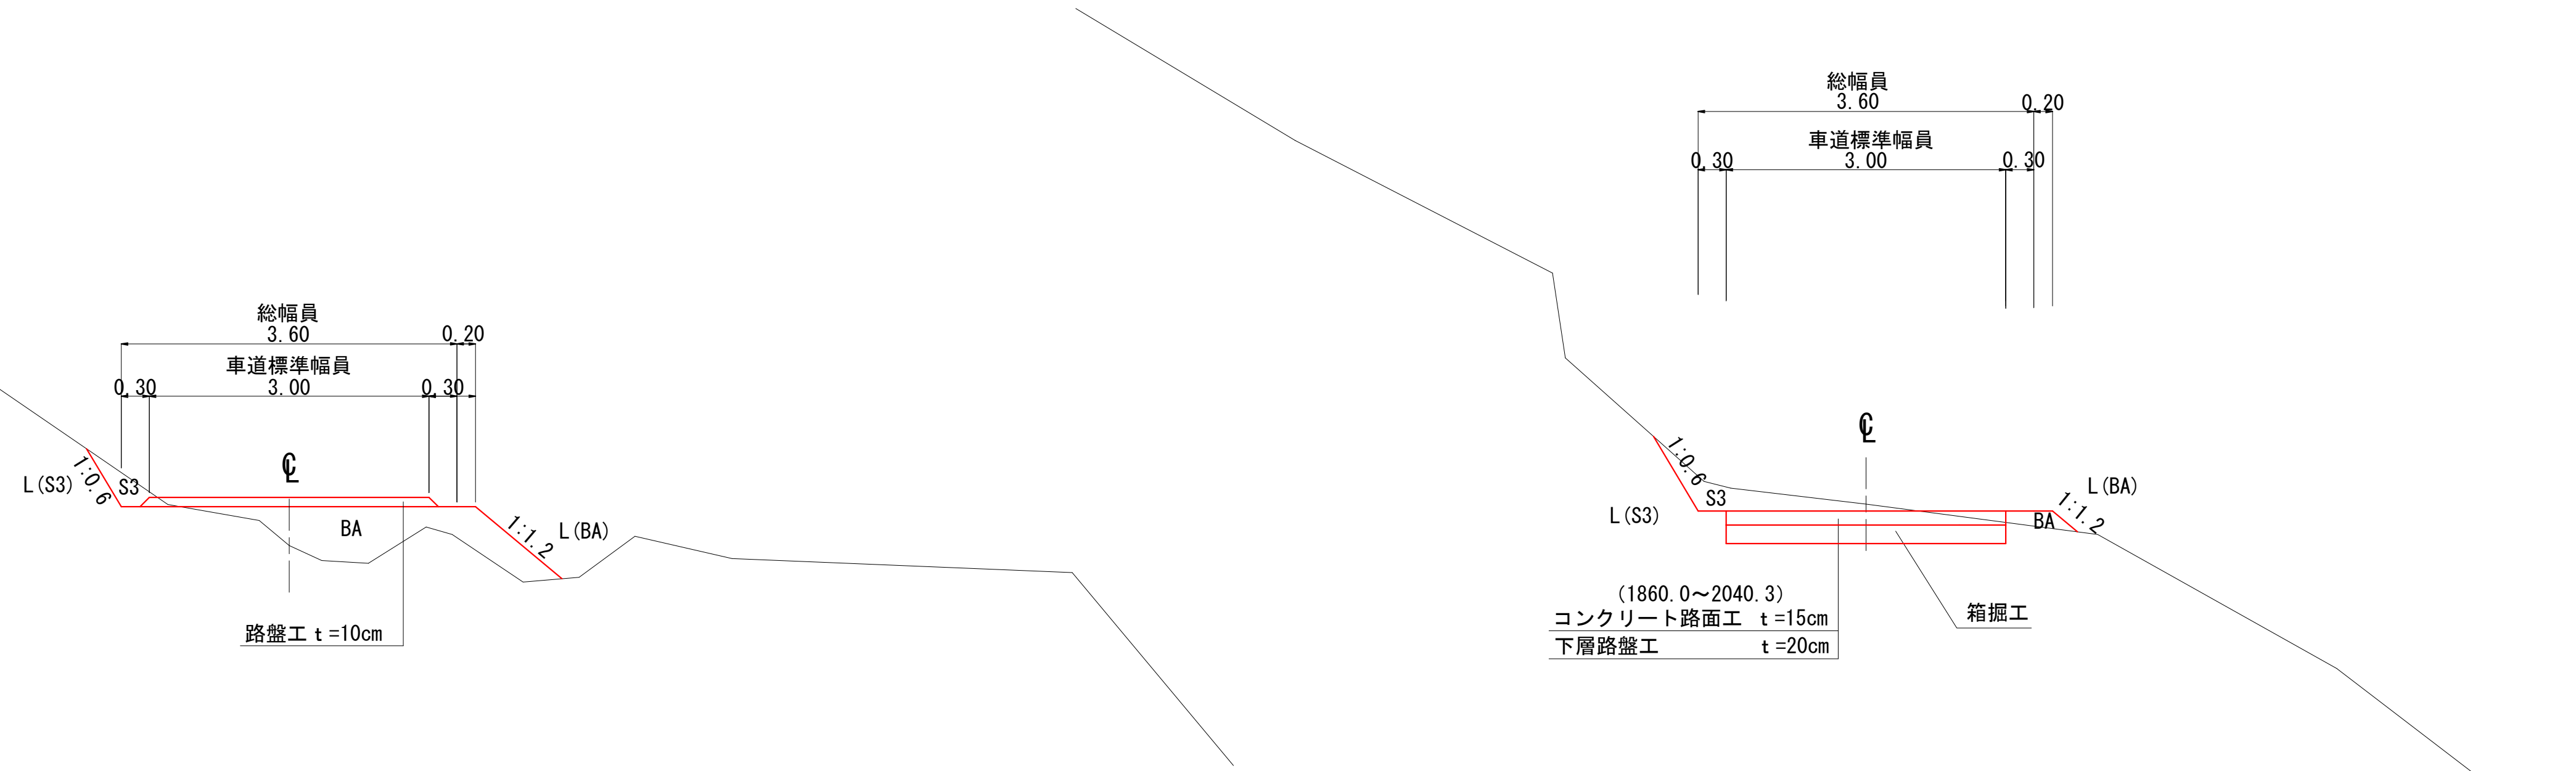 総幅員
3.60
0.20
車道標準幅員
0.30
3.00
0.30
℄
1:0.6
L(S3)
S3
BA
1:1.2
L(BA)
路盤工 t=10cm
総幅員
3.60
0.20
車道標準幅員
0.30
3.00
0.30
℄
1:0.6
S3
L(S3)
L(BA)
1:1.2
BA
(1860.0～2040.3)
コンクリート路面工 t=15cm
下層路盤工 t=20cm
箱掘工